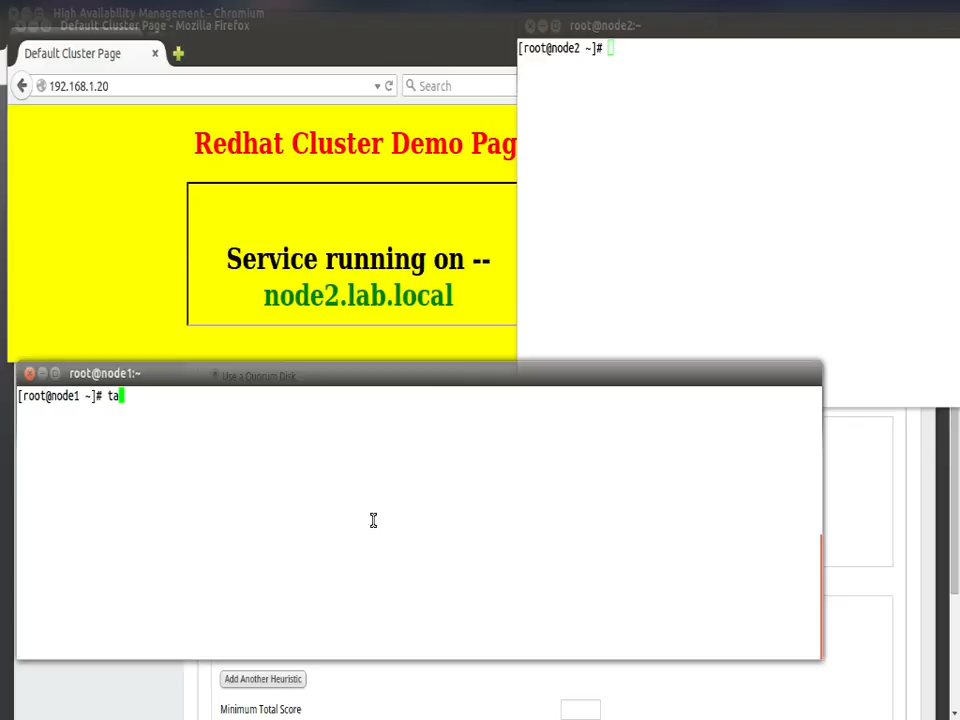 High Availability Management - Chromium
Default Cluster Page - Mozilla Firefox
root@node2:~
Default Cluster Page
[root@node2 ~]#
192.168.1.20
Search
Redhat Cluster Demo Pag
Service running on --
node2.lab.local
root@node1:~
Use a Quorum Disk
[root@node1 ~]# ta
Add Another Heuristic
Minimum Total Score